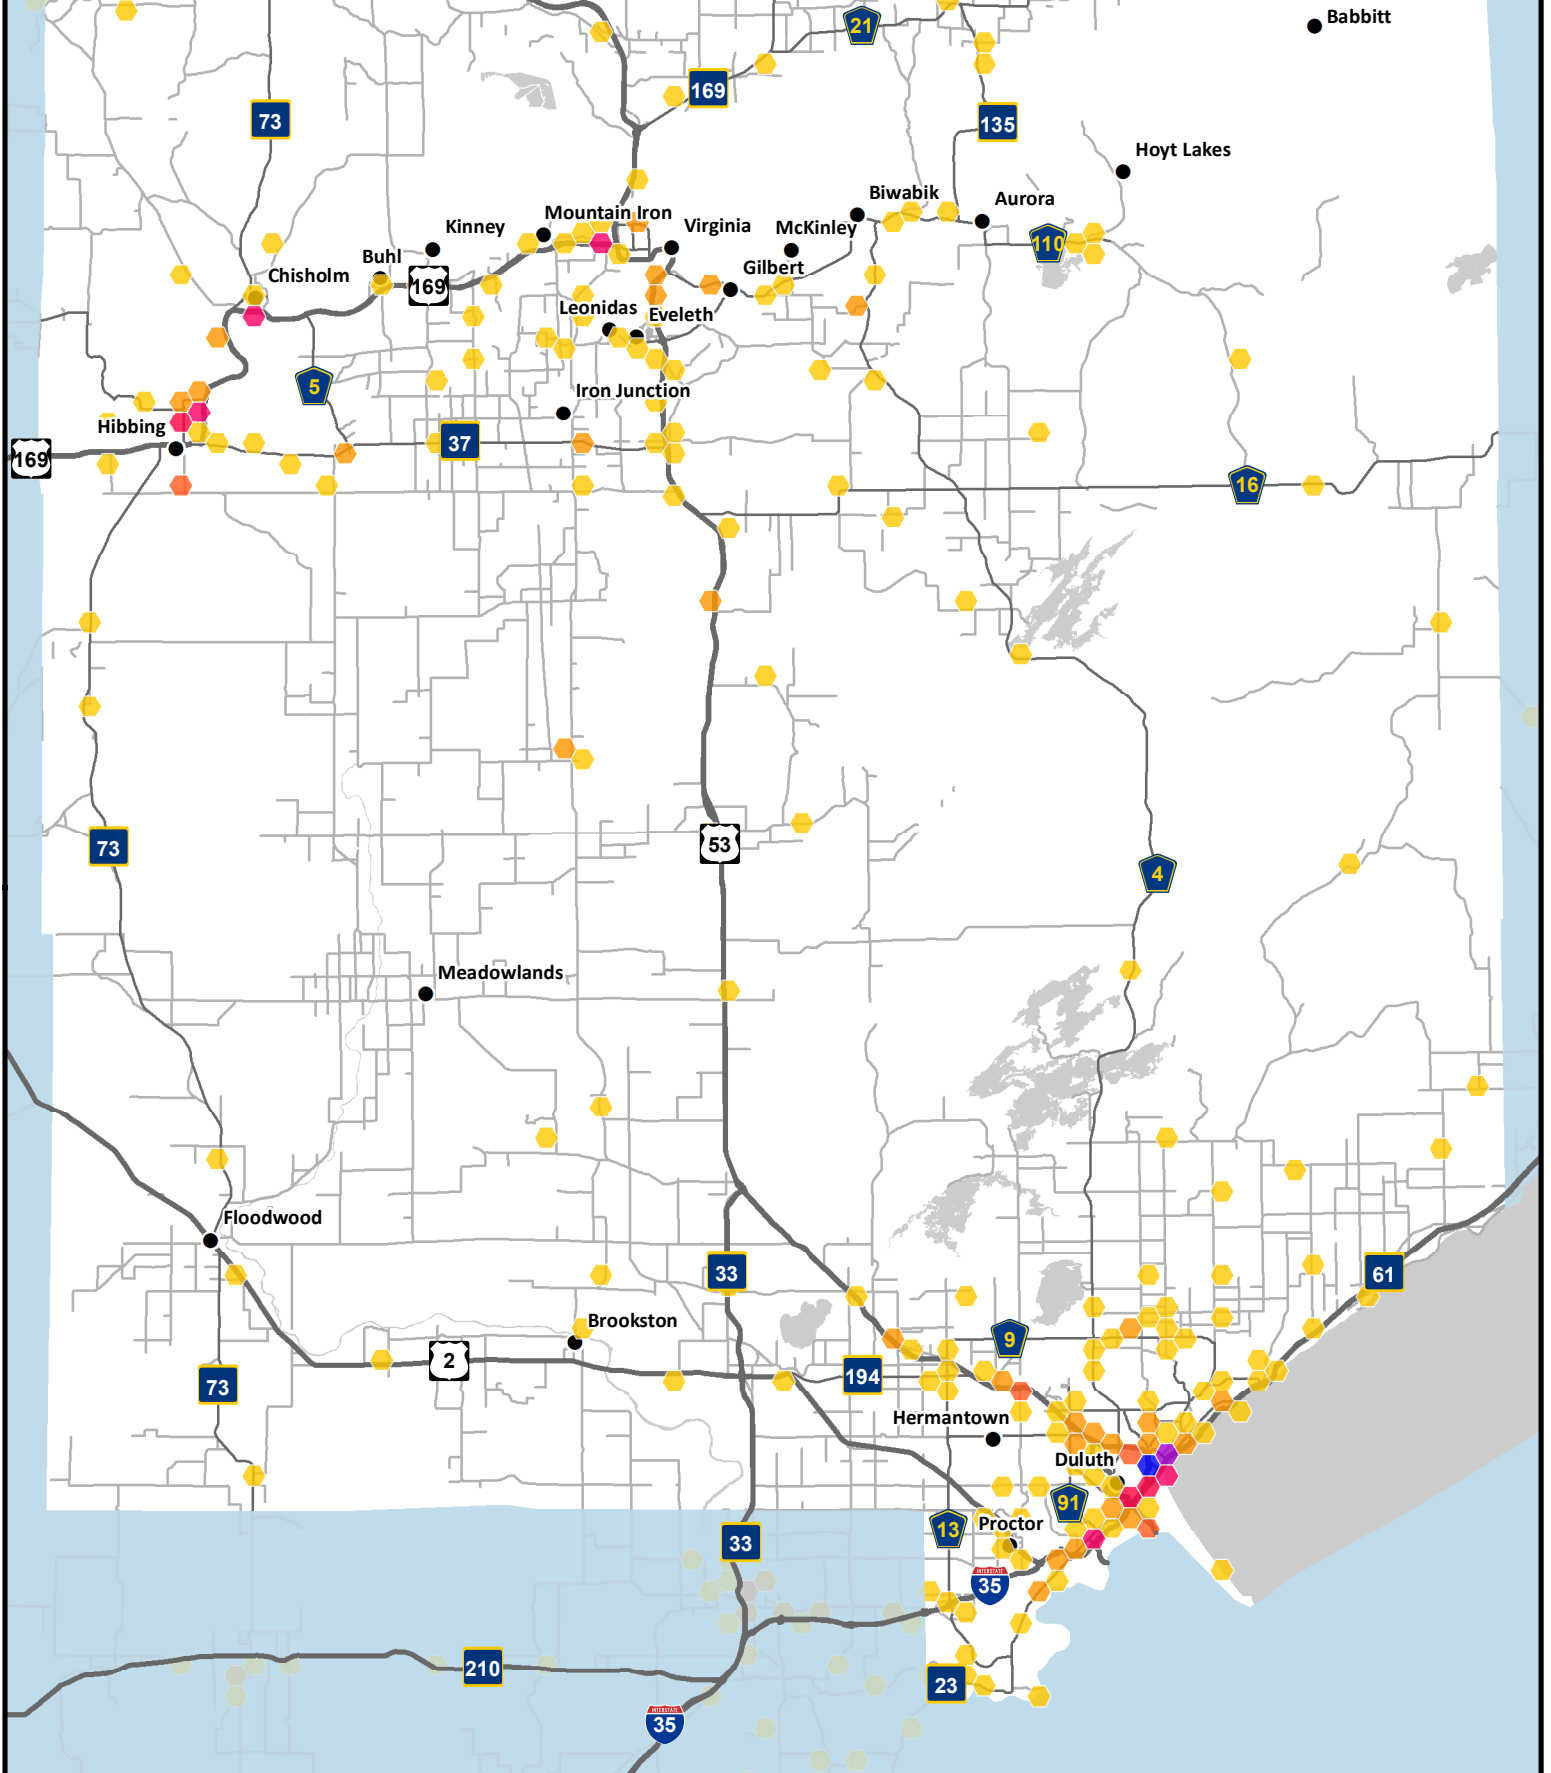 Babbitt
21
169
73
135
Hoyt Lakes
Biwabik
Aurora
Mountain Iron
Kinney
Virginia
McKinley
110
Buhl
Chisholm
Gilbert
169
Leonidas
Eveleth
5
Iron Junction
Hibbing
37
169
16
53
73
4
Meadowlands
Floodwood
33
61
Brookston
9
2
194
73
Hermantown
Duluth
91
Proctor
13
33
INTERSTATE
35
210
23
INTERSTATE
35